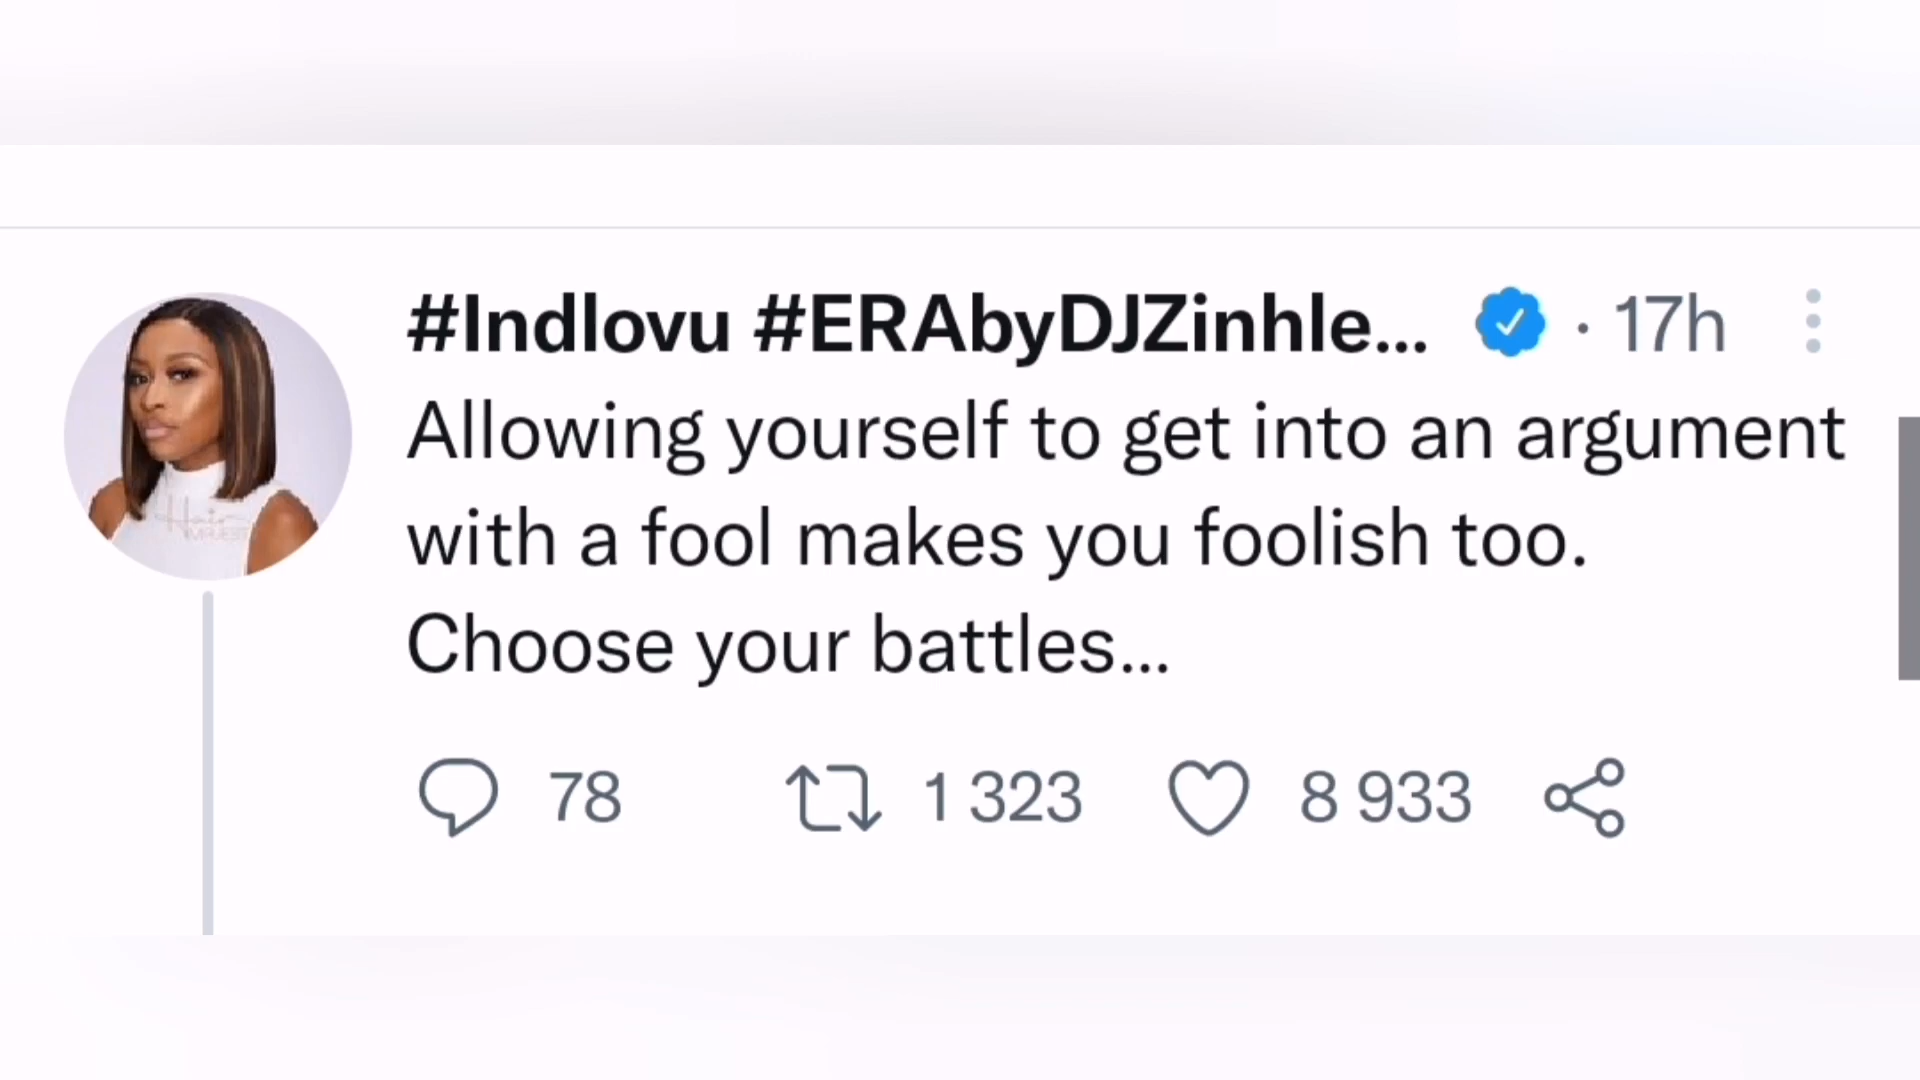 #Indlovu #ERAbyDJZinhle... · 17h
Allowing yourself to get into an argument
with a fool makes you foolish too.
Choose your battles...
78 1 323 8 933
Hair